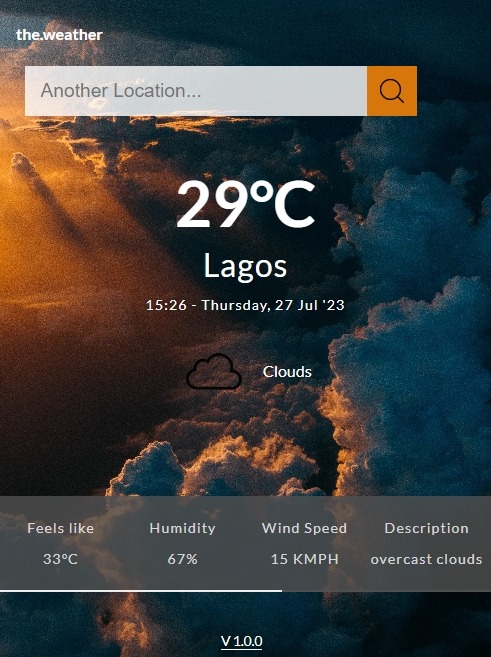 the.weather
Another Location...
29°C
Lagos
15:26 - Thursday, 27 Jul '23
Clouds
Feels like Humidity Wind Speed Description
33°C 67% 15 KMPH overcast clouds
V 1.0.0